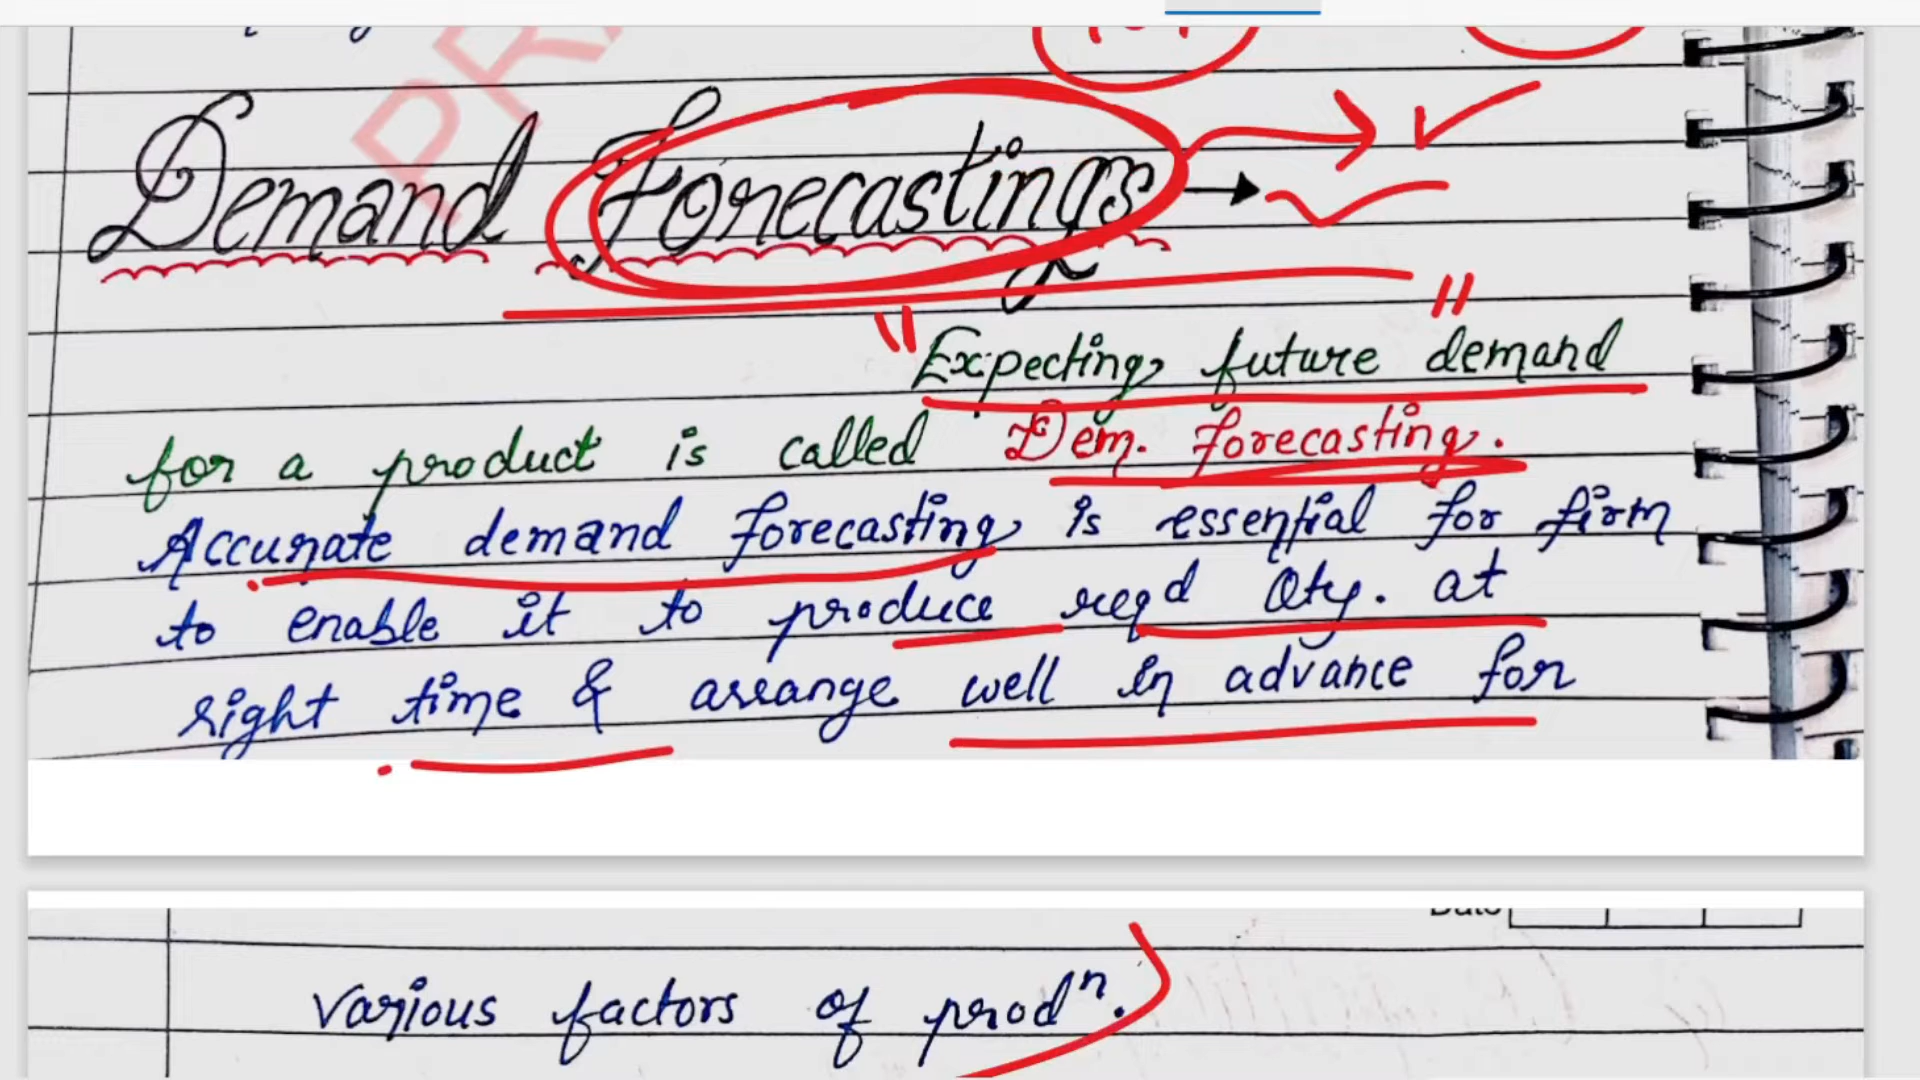 Demand Forecastings →
"Expecting future demand"
for a product is called Dem. Forecasting.
Accurate demand forecasting is essential for firm
to enable it to produce reqd Qty. at
right time & arrange well in advance for
Date
various factors of prodⁿ.